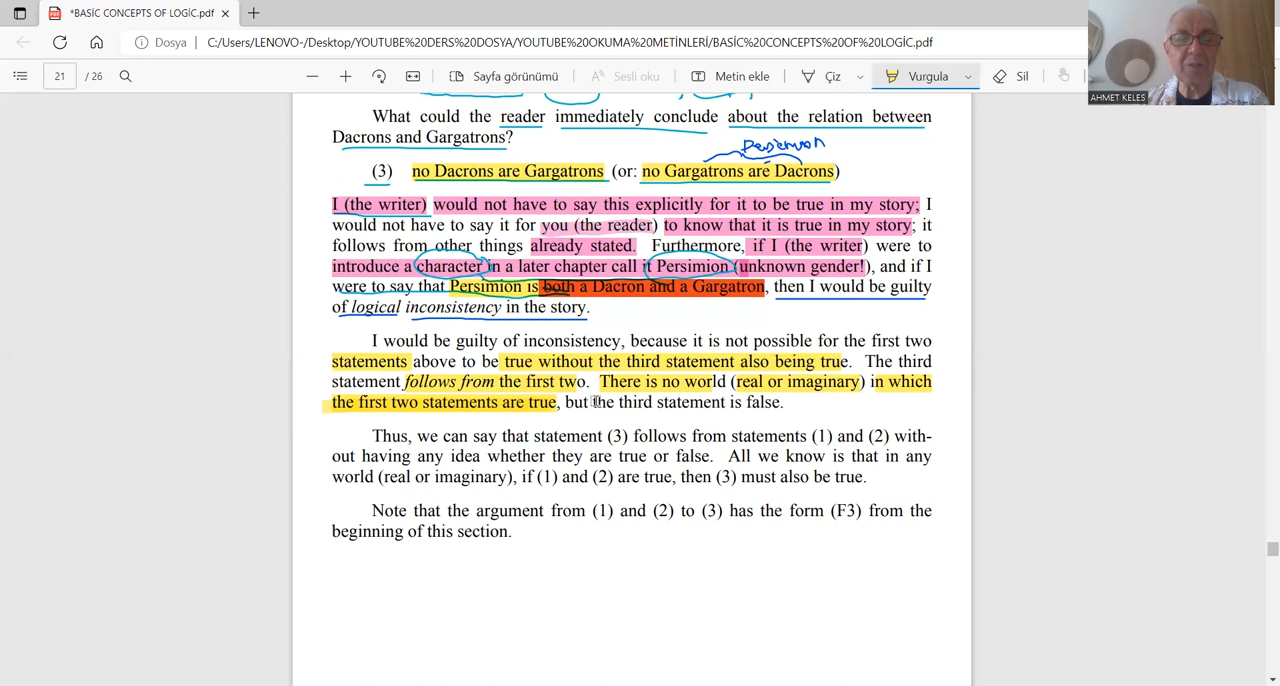 *BASİC CONCEPTS OF LOGİC.pdf
Dosya
C:/Users/LENOVO-/Desktop/YOUTUBE%20DERS%20DOSYA/YOUTUBE%20OKUMA%20METİNLERİ/BASİC%20CONCEPTS%20OF%20LOGİC.pdf
21 / 26
Sayfa görünümü
Sesli oku
Metin ekle
Çiz
Vurgula
Sil
AHMET KELES
What could the reader immediately conclude about the relation between
Dacrons and Gargatrons?
(3) no Dacrons are Gargatrons (or: no Gargatrons are Dacrons)
I (the writer) would not have to say this explicitly for it to be true in my story; I
would not have to say it for you (the reader) to know that it is true in my story; it
follows from other things already stated. Furthermore, if I (the writer) were to
introduce a character in a later chapter call it Persimion (unknown gender!), and if I
were to say that Persimion is both a Dacron and a Gargatron, then I would be guilty
of logical inconsistency in the story.
I would be guilty of inconsistency, because it is not possible for the first two
statements above to be true without the third statement also being true. The third
statement follows from the first two. There is no world (real or imaginary) in which
the first two statements are true, but the third statement is false.
Thus, we can say that statement (3) follows from statements (1) and (2) with-
out having any idea whether they are true or false. All we know is that in any
world (real or imaginary), if (1) and (2) are true, then (3) must also be true.
Note that the argument from (1) and (2) to (3) has the form (F3) from the
beginning of this section.